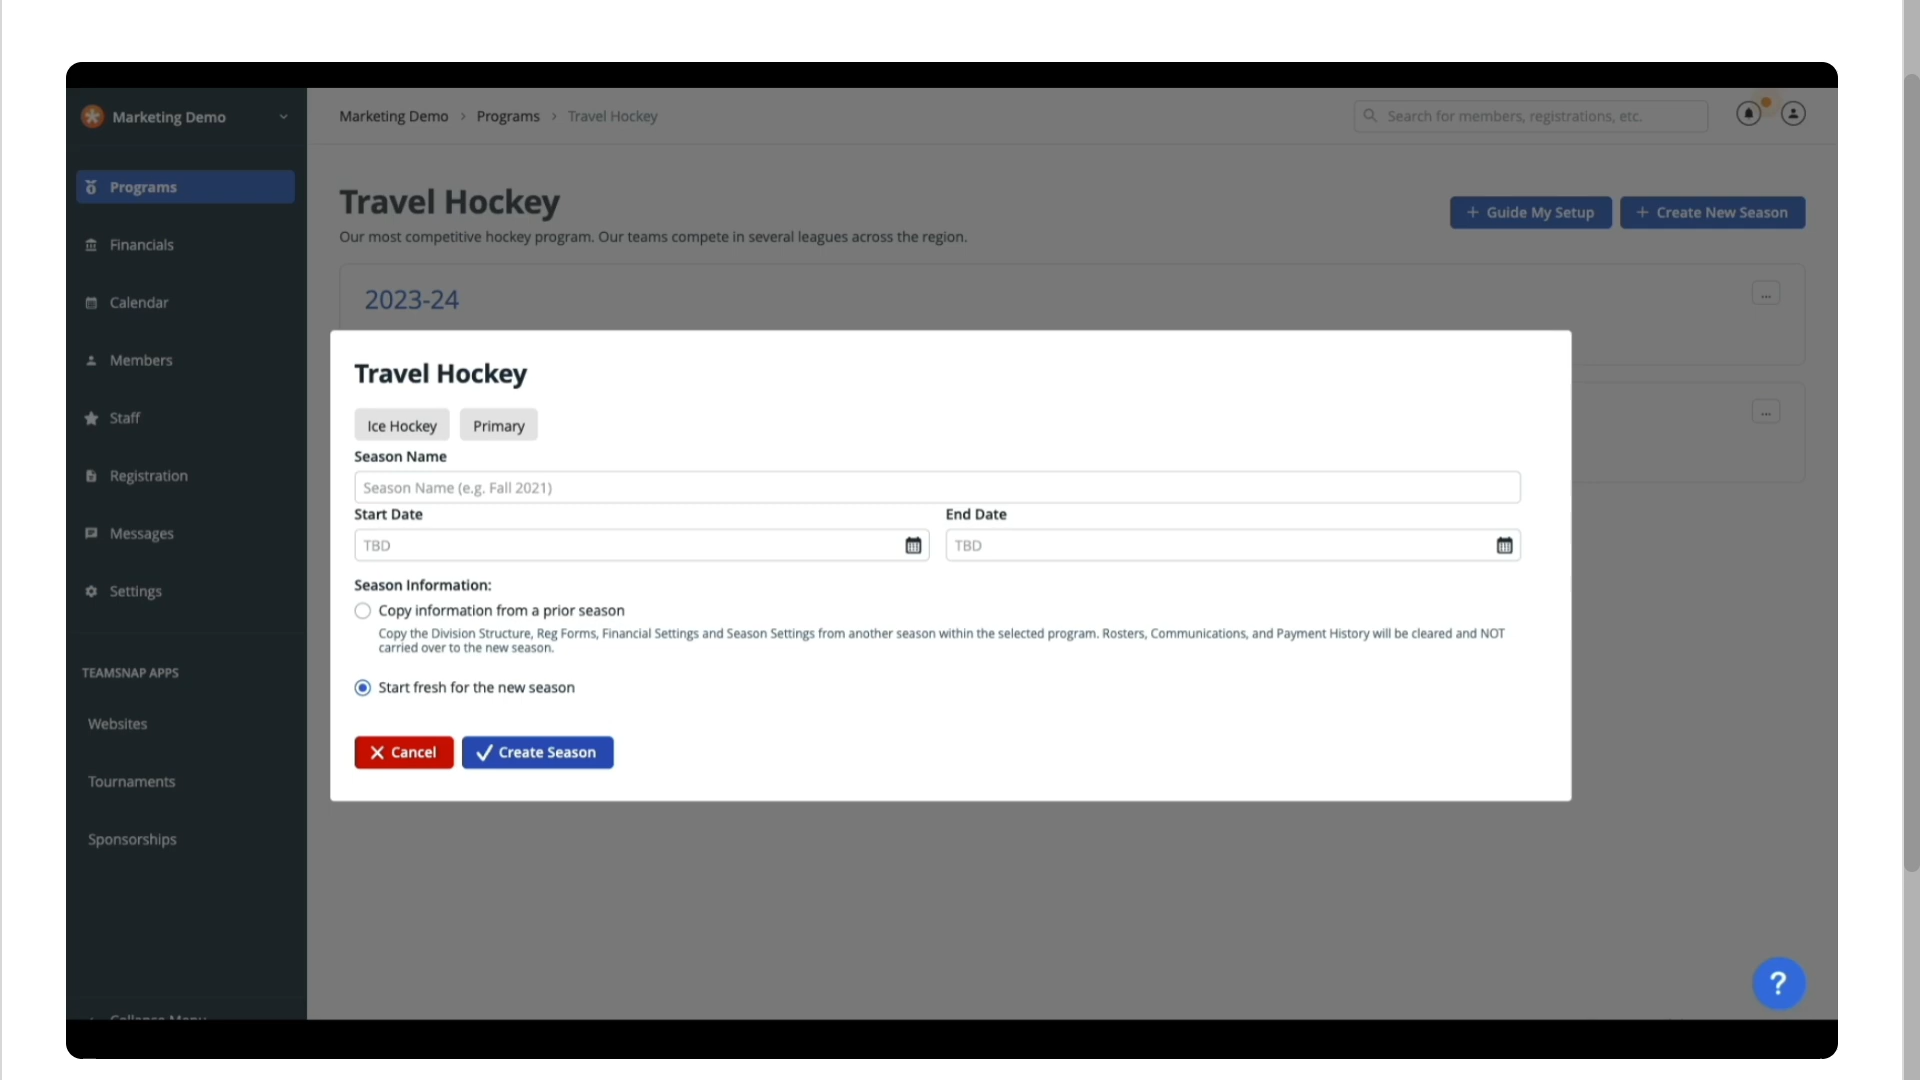 Marketing Demo
Marketing Demo > Programs > Travel Hockey
Search for members, registrations, etc.
Programs
Financials
Calendar
Members
Staff
Registration
Messages
Settings
TEAMSNAP APPS
Websites
Tournaments
Sponsorships
Collapse Menu
Travel Hockey
Our most competitive hockey program. Our teams compete in several leagues across the region.
+ Guide My Setup
+ Create New Season
2023-24
...
...
Travel Hockey
Ice Hockey
Primary
Season Name
Season Name (e.g. Fall 2021)
Start Date
End Date
TBD
TBD
Season Information:
Copy information from a prior season
Copy the Division Structure, Reg Forms, Financial Settings and Season Settings from another season within the selected program. Rosters, Communications, and Payment History will be cleared and NOT
carried over to the new season.
Start fresh for the new season
Cancel
Create Season
?